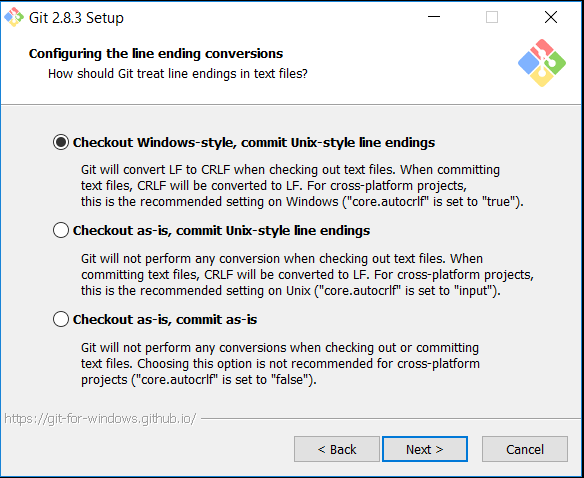 Git 2.8.3 Setup
Configuring the line ending conversions
How should Git treat line endings in text files?
Checkout Windows-style, commit Unix-style line endings
Git will convert LF to CRLF when checking out text files. When committing
text files, CRLF will be converted to LF. For cross-platform projects,
this is the recommended setting on Windows ("core.autocrlf" is set to "true").
Checkout as-is, commit Unix-style line endings
Git will not perform any conversion when checking out text files. When
committing text files, CRLF will be converted to LF. For cross-platform projects,
this is the recommended setting on Unix ("core.autocrlf" is set to "input").
Checkout as-is, commit as-is
Git will not perform any conversions when checking out or committing
text files. Choosing this option is not recommended for cross-platform
projects ("core.autocrlf" is set to "false").
https://git-for-windows.github.io/
< Back Next > Cancel